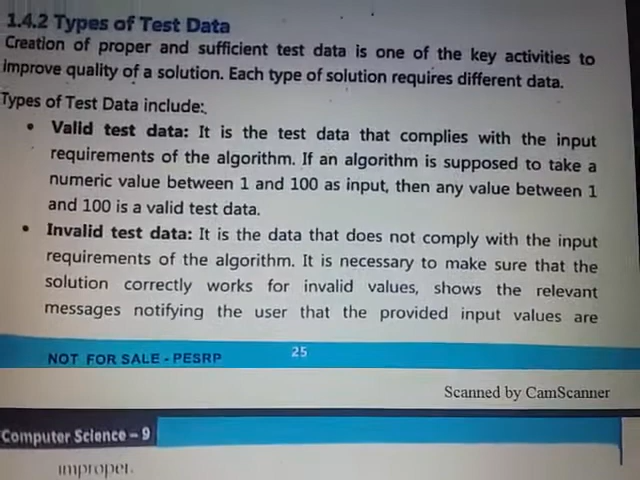 1.4.2 Types of Test Data
Creation of proper and sufficient test data is one of the key activities to
improve quality of a solution. Each type of solution requires different data.
Types of Test Data include:
• Valid test data: It is the test data that complies with the input
requirements of the algorithm. If an algorithm is supposed to take a
numeric value between 1 and 100 as input, then any value between 1
and 100 is a valid test data.
• Invalid test data: It is the data that does not comply with the input
requirements of the algorithm. It is necessary to make sure that the
solution correctly works for invalid values, shows the relevant
messages notifying the user that the provided input values are
NOT FOR SALE - PESRP
25
Scanned by CamScanner
Computer Science – 9
improper.